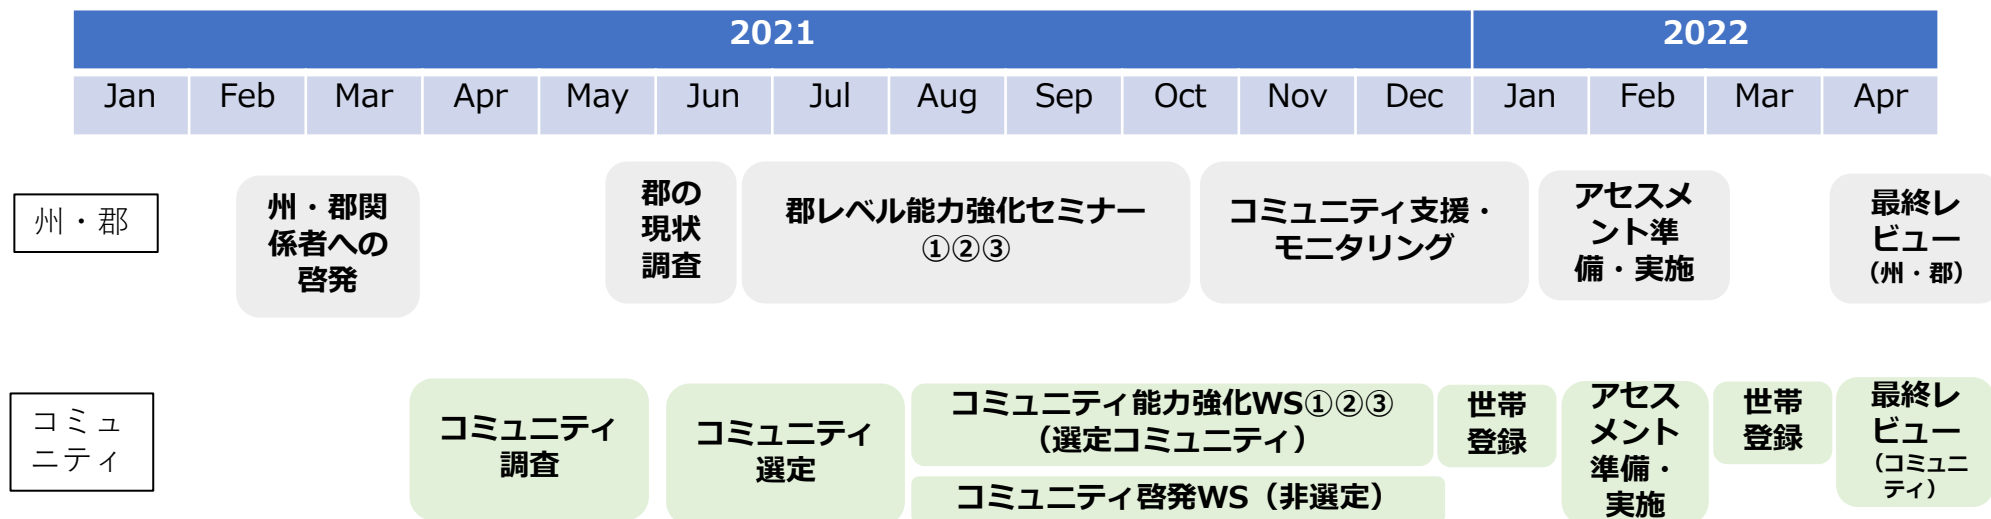 2021
2022
Jan
Feb
Mar
Apr
May
Jun
Jul
Aug
Sep
Oct
Nov
Dec
Jan
Feb
Mar
Apr
州・郡
州・郡関
係者への
啓発
郡の
現状
調査
郡レベル能力強化セミナー
①②③
コミュニティ支援・
モニタリング
アセスメ
ント準
備・実施
最終レ
ビュー
（州・郡）
コミュ
ニティ
コミュニティ
調査
コミュニティ
選定
コミュニティ能力強化WS①②③
（選定コミュニティ）
コミュニティ啓発WS（非選定）
世帯
登録
アセス
メント
準備・
実施
世帯
登録
最終レ
ビュー
（コミュニ
ティ）